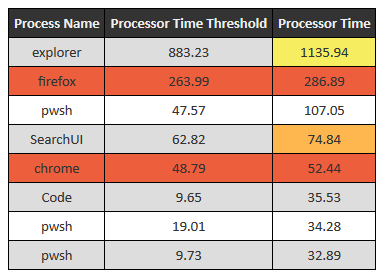 Process Name Processor Time Threshold Processor Time
explorer 883.23 1135.94
firefox 263.99 286.89
pwsh 47.57 107.05
SearchUI 62.82 74.84
chrome 48.79 52.44
Code 9.65 35.53
pwsh 19.01 34.28
pwsh 9.73 32.89